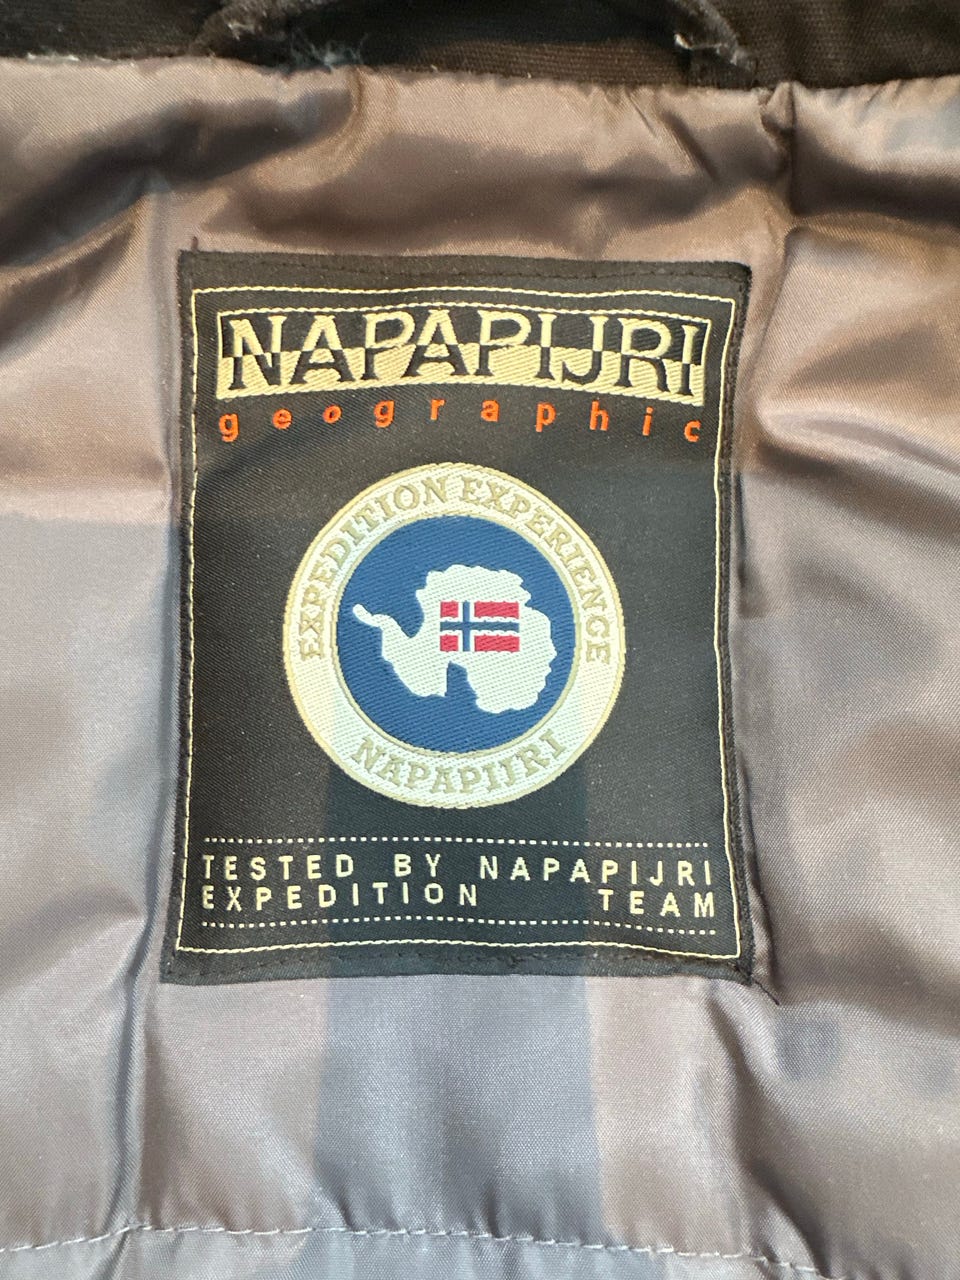 NAPAPIJRI
geographic
EXPEDITION EXPERIENCE
NAPAPIJRI
TESTED BY NAPAPIJRI
EXPEDITION TEAM